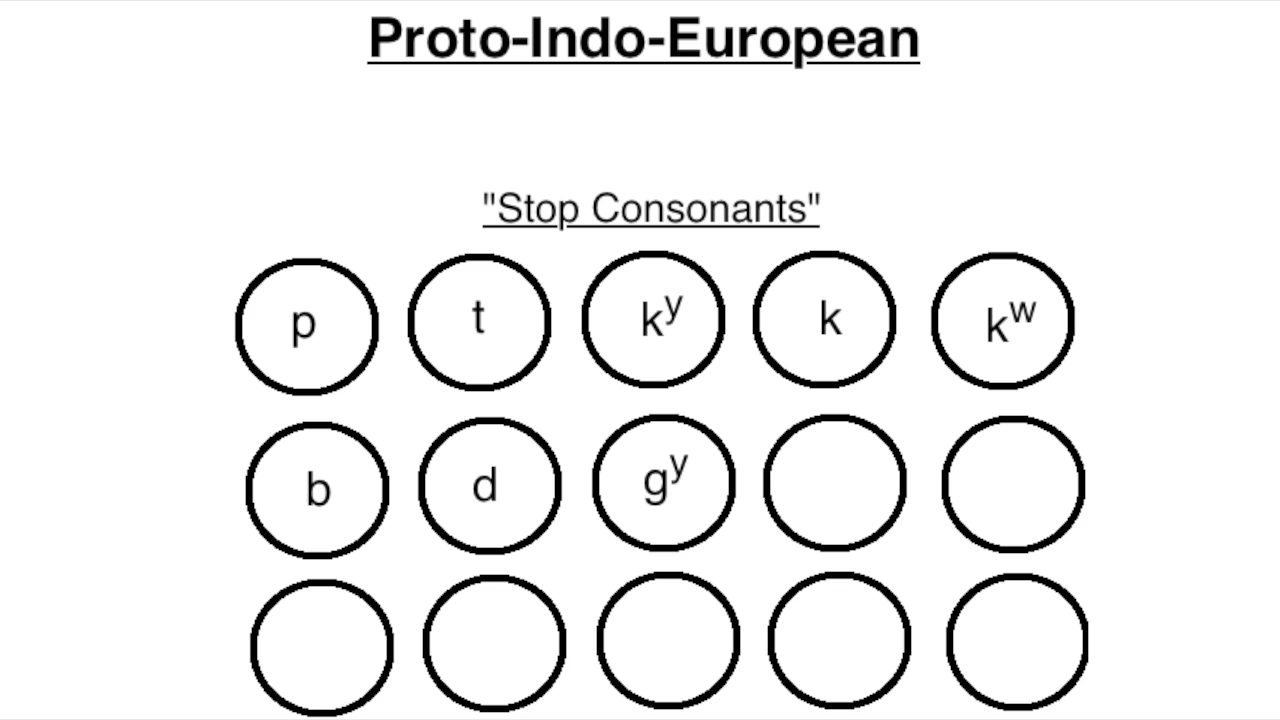 Proto-Indo-European
"Stop Consonants"
p t kʸ k kʷ
b d gʸ